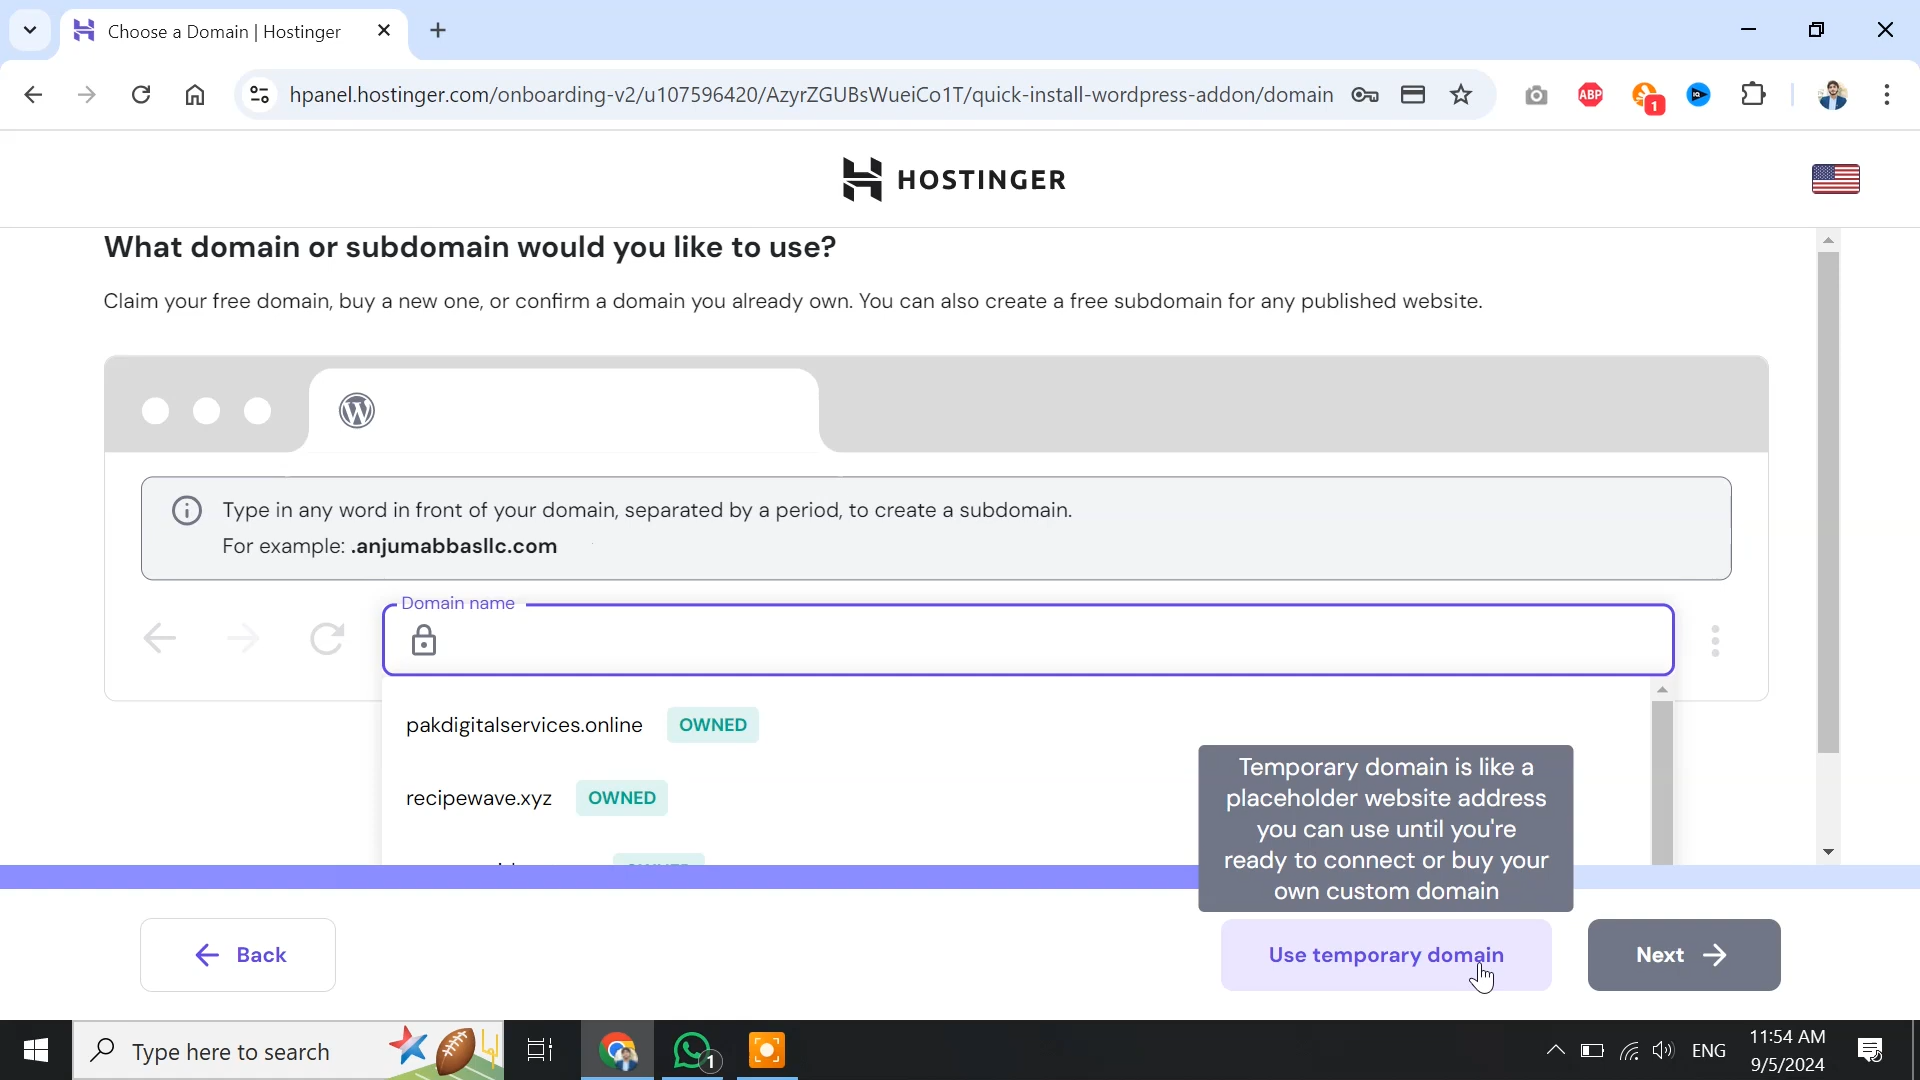 Choose a Domain | Hostinger
hpanel.hostinger.com/onboarding-v2/u107596420/AzyrZGUBsWueiCo1T/quick-install-wordpress-addon/domain
ABP
1
HOSTINGER
What domain or subdomain would you like to use?
Claim your free domain, buy a new one, or confirm a domain you already own. You can also create a free subdomain for any published website.
Type in any word in front of your domain, separated by a period, to create a subdomain.
For example: .anjumabbasllc.com
Domain name
pakdigitalservices.online OWNED
recipewave.xyz OWNED
Temporary domain is like a
placeholder website address
you can use until you're
ready to connect or buy your
own custom domain
Back
Use temporary domain
Next
Type here to search
1
ENG
11:54 AM
9/5/2024